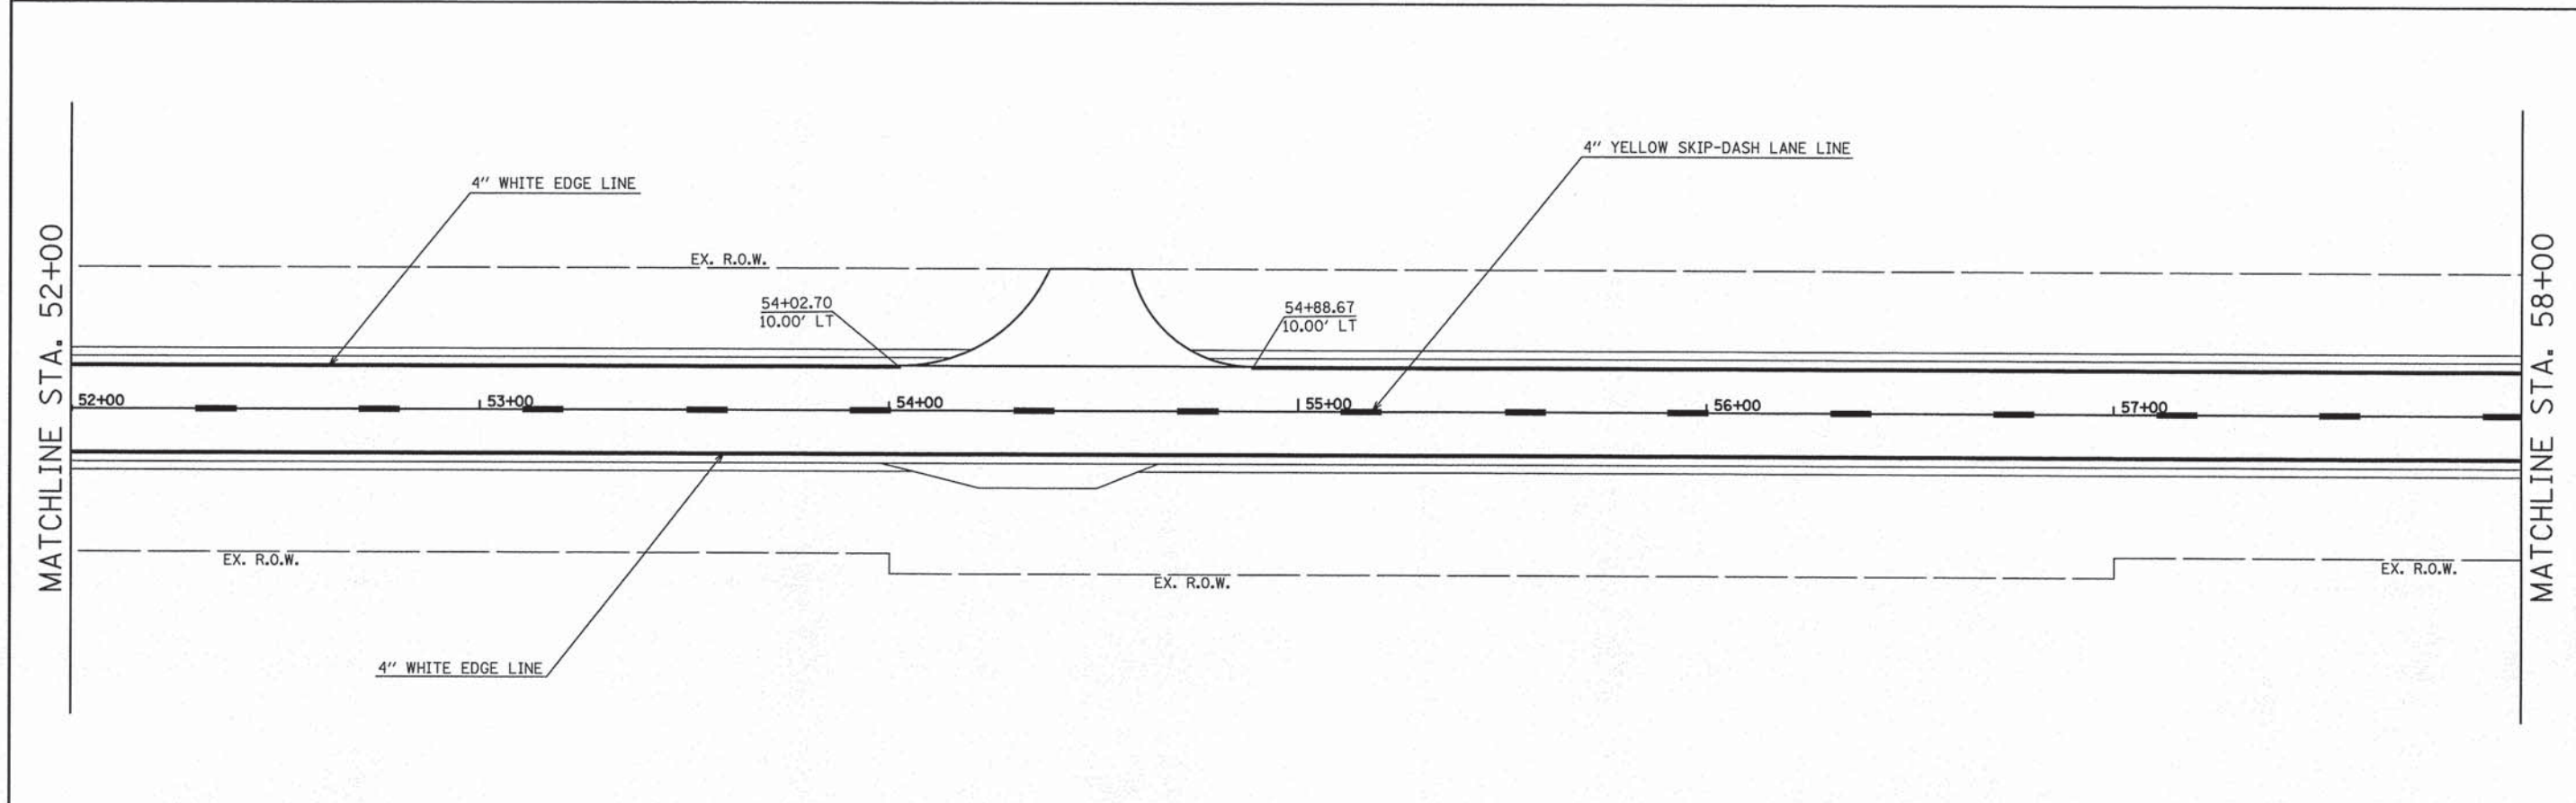 4" YELLOW SKIP-DASH LANE LINE
4" WHITE EDGE LINE
MATCHLINE STA. 52+00
EX. R.O.W.
54+02.70
10.00' LT
54+88.67
10.00' LT
52+00
53+00
54+00
55+00
56+00
57+00
MATCHLINE STA. 58+00
EX. R.O.W.
EX. R.O.W.
EX. R.O.W.
4" WHITE EDGE LINE